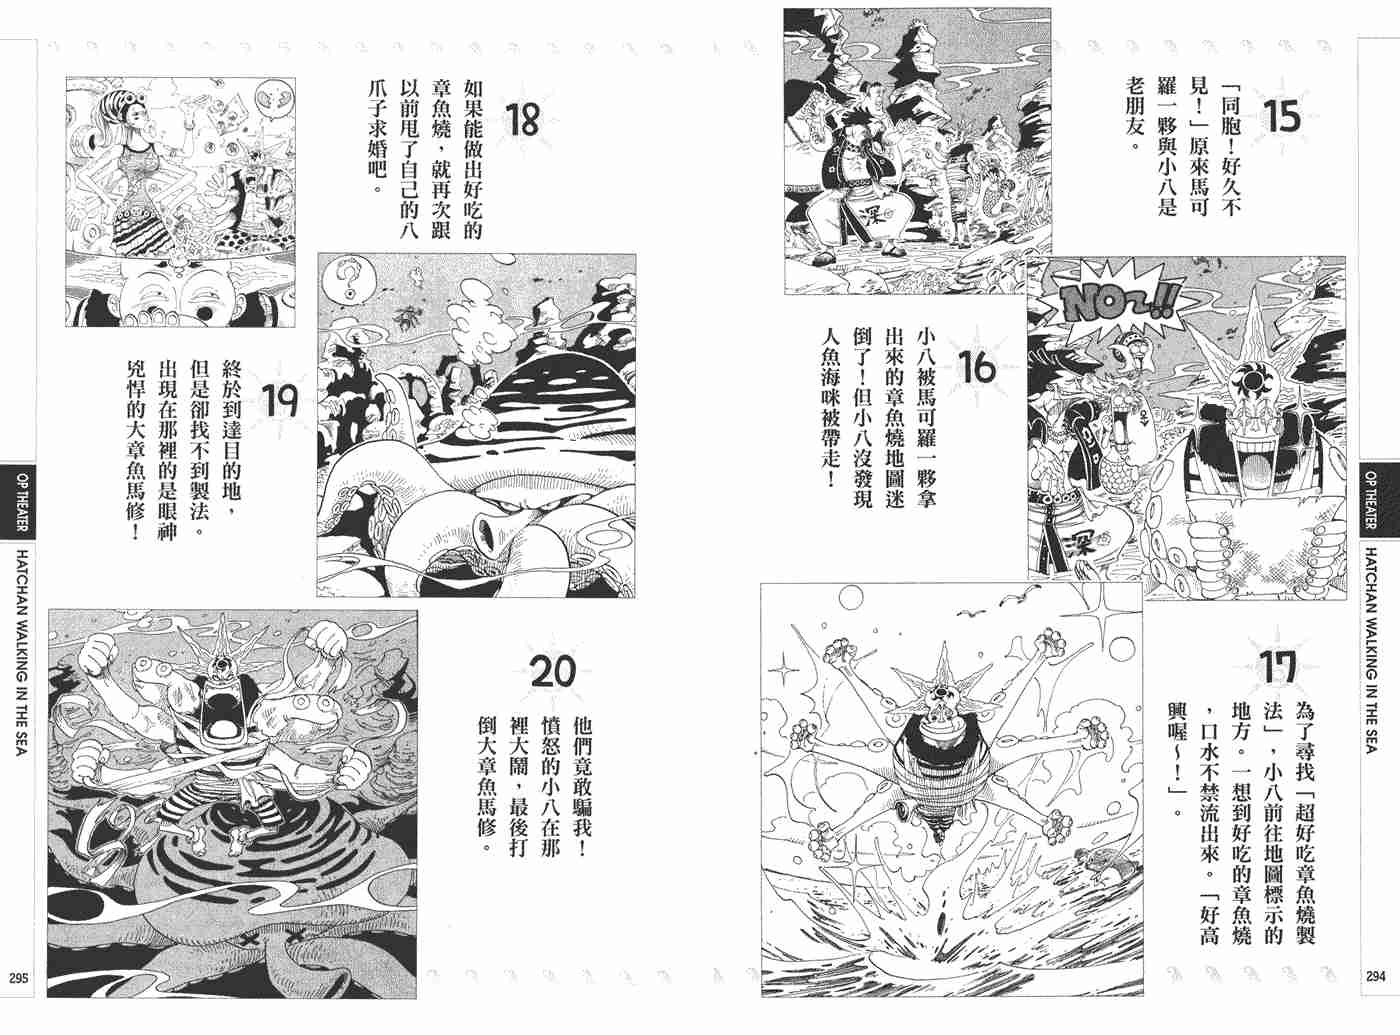 15
「同胞！好久不
見！」原來馬可
羅一夥與小八是
老朋友。
NO~!!
深
16
小八被馬可羅一夥拿
出來的章魚燒地圖迷
倒了！但小八沒發現
人魚海咪被帶走！
深
17
為了尋找「超好吃章魚燒製
法」，小八前往地圖標示的
地方。一想到好吃的章魚燒
，口水不禁流出來。「好高
興喔～！」。
OP THEATER
HATCHAN WALKING IN THE SEA
294
18
如果能做出好吃的
章魚燒，就再次跟
以前甩了自己的八
爪子求婚吧。
?
19
終於到達目的地，
但是卻找不到製法。
出現在那裡的是眼神
兇悍的大章魚馬修！
20
他們竟敢騙我！
憤怒的小八在那
裡大鬧，最後打
倒大章魚馬修。
OP THEATER
HATCHAN WALKING IN THE SEA
295